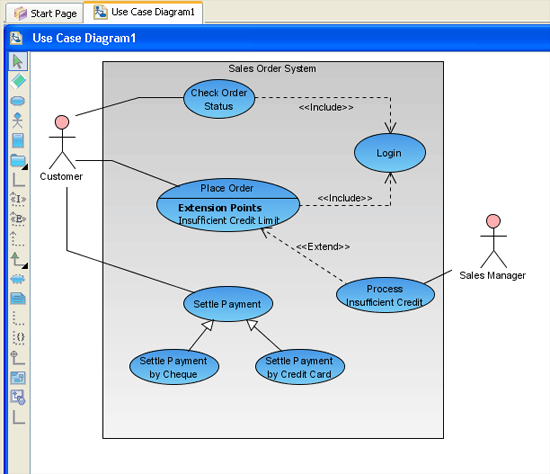 Start Page
Use Case Diagram1
Use Case Diagram1
Sales Order System
Check Order
Status
<<Include>>
Login
Customer
Place Order
Extension Points
Insufficient Credit Limit
<<Include>>
<<Extend>>
Sales Manager
Process
Insufficient Credit
Settle Payment
Settle Payment
by Cheque
Settle Payment
by Credit Card